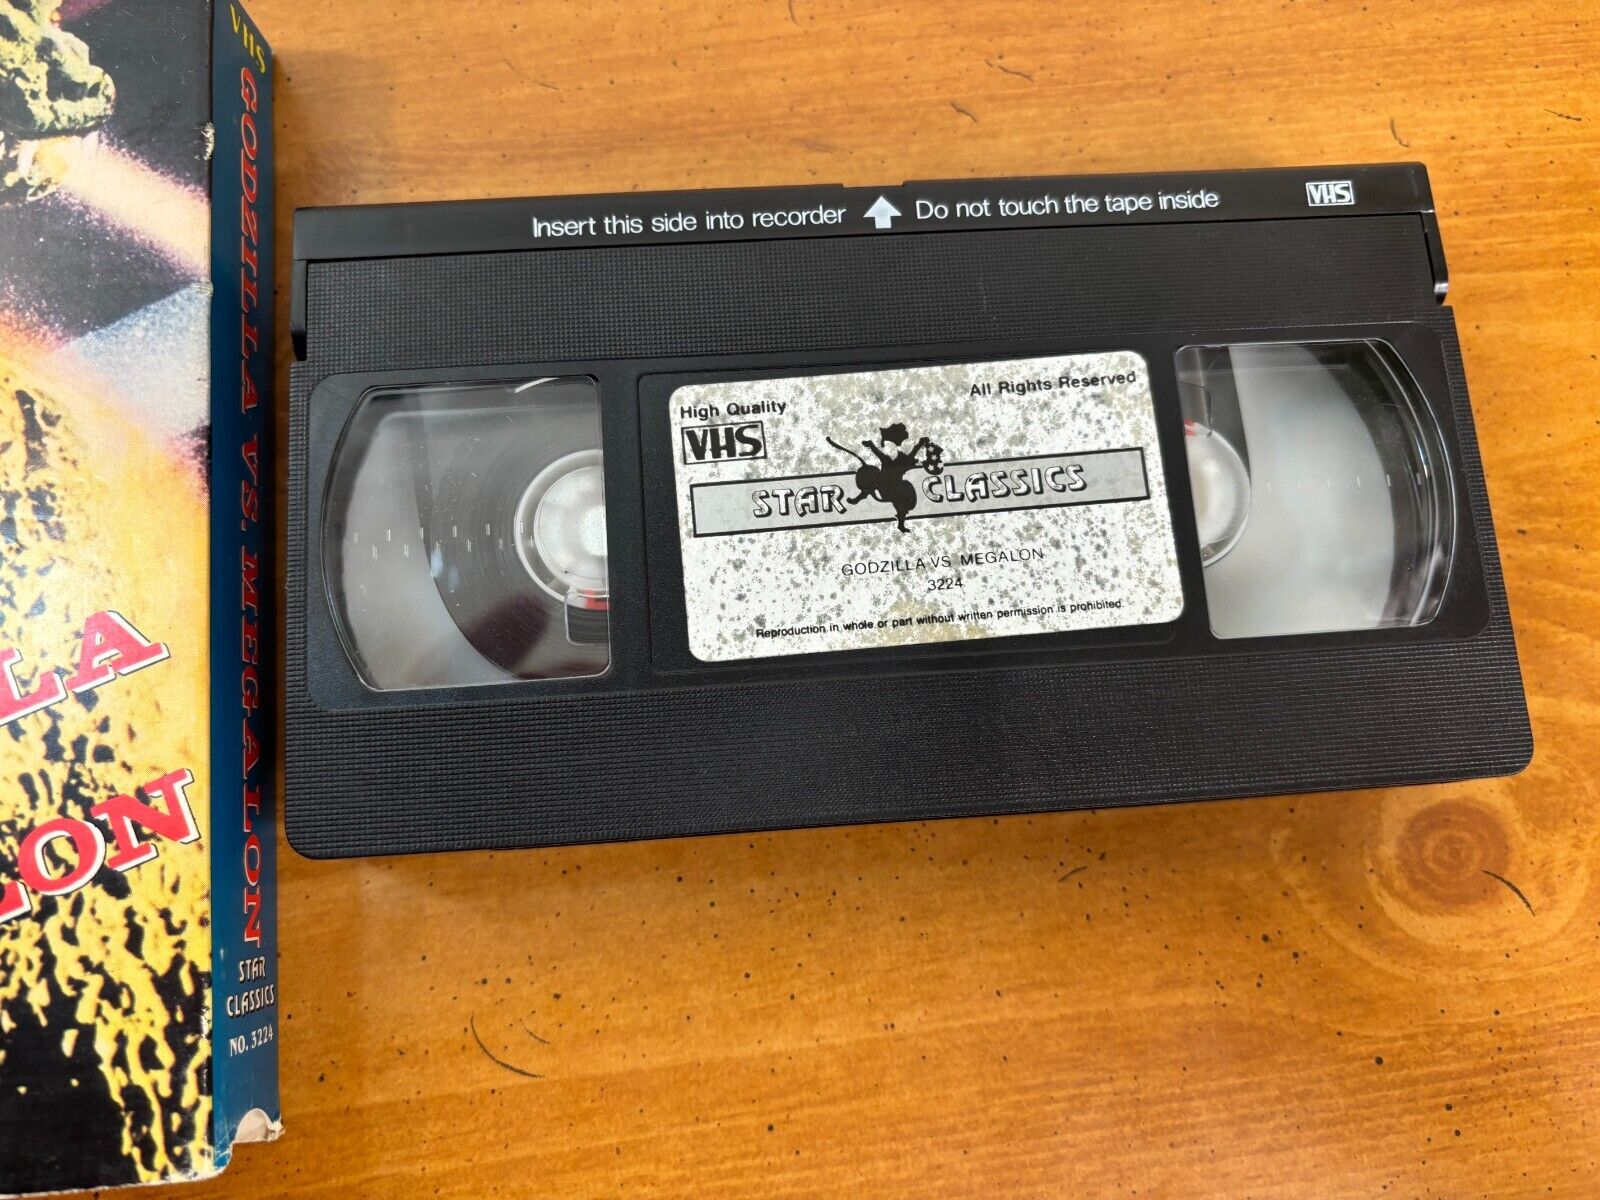 VHS GODZILLA VS. MEGALON
STAR
CLASSICS
NO. 3224
LA
LON
Insert this side into recorder Do not touch the tape inside
VHS
High Quality
All Rights Reserved
VHS
STAR CLASSICS
GODZILLA VS MEGALON
3224
Reproduction in whole or part without written permission is prohibited.